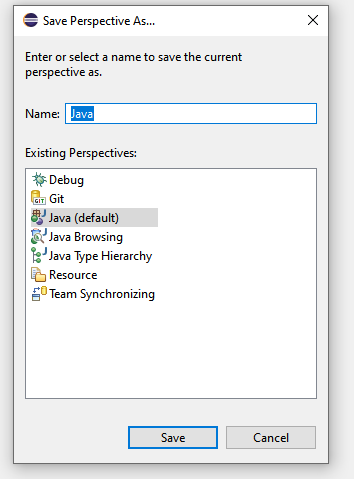 Save Perspective As...
Enter or select a name to save the current
perspective as.
Name: Java
Existing Perspectives:
Debug
Git
Java (default)
Java Browsing
Java Type Hierarchy
Resource
Team Synchronizing
Save Cancel